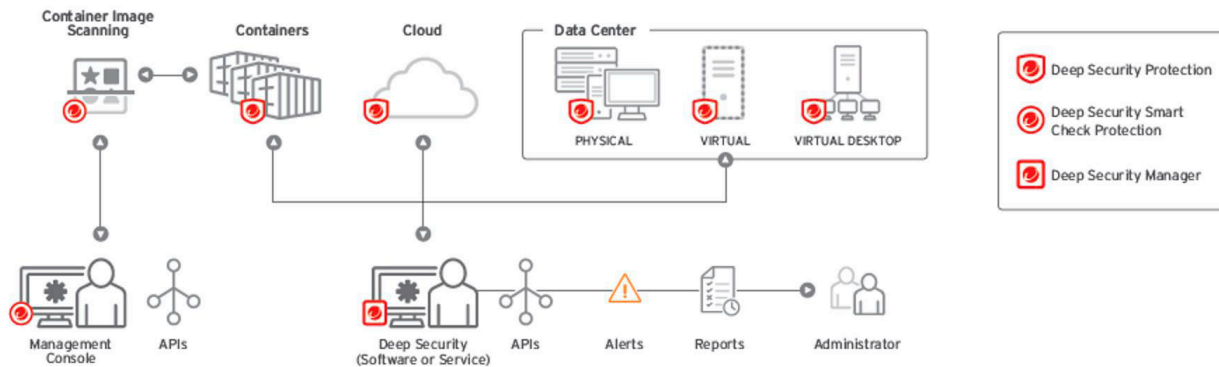 Container Image
Scanning
Containers
Cloud
Data Center
PHYSICAL
VIRTUAL
VIRTUAL DESKTOP
Deep Security Protection
Deep Security Smart
Check Protection
Deep Security Manager
Management
Console
APIs
Deep Security
(Software or Service)
APIs
Alerts
Reports
Administrator